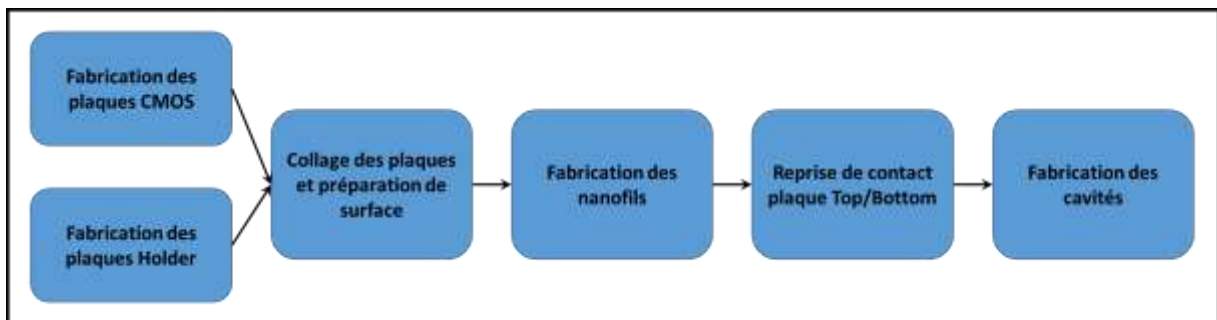 Fabrication des
plaques CMOS
Fabrication des
plaques Holder
Collage des plaques
et préparation de
surface
Fabrication des
nanofils
Reprise de contact
plaque Top/Bottom
Fabrication des
cavités